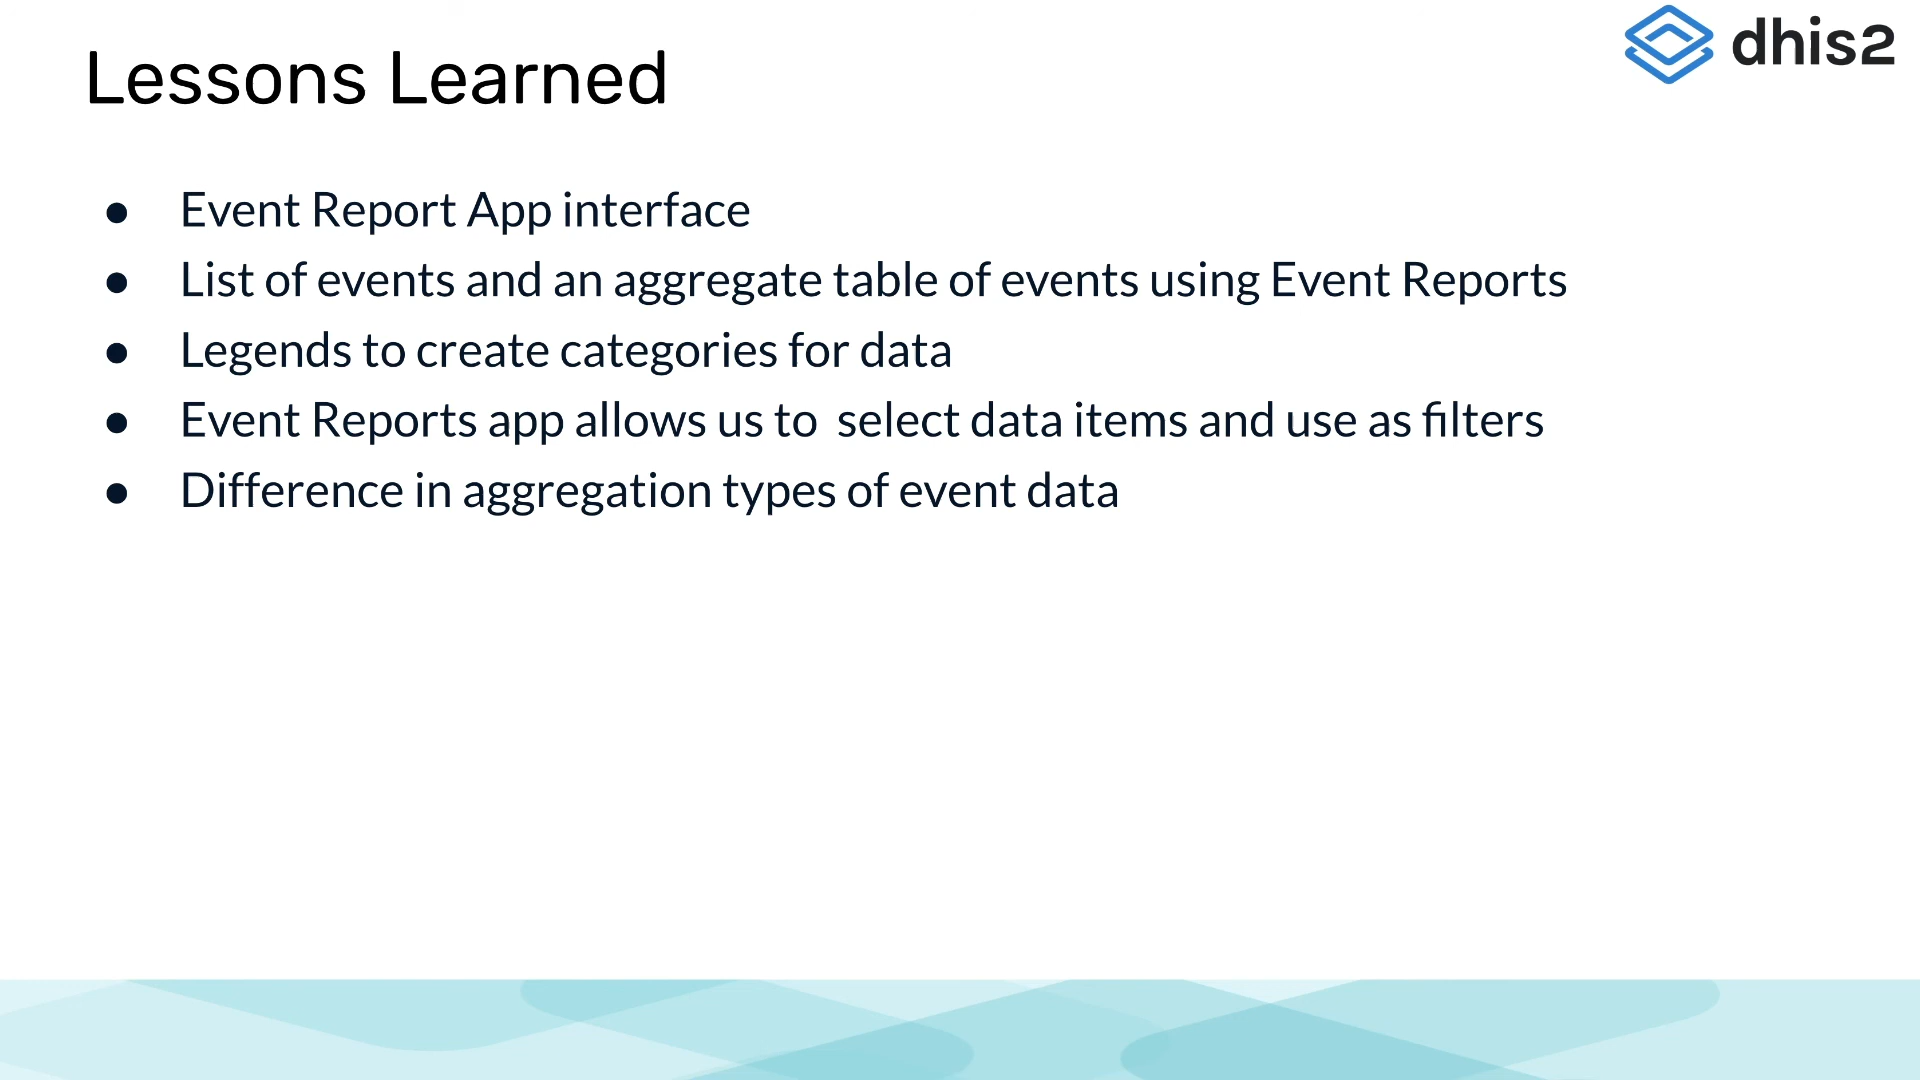 dhis2
Lessons Learned
● Event Report App interface
● List of events and an aggregate table of events using Event Reports
● Legends to create categories for data
● Event Reports app allows us to  select data items and use as filters
● Difference in aggregation types of event data